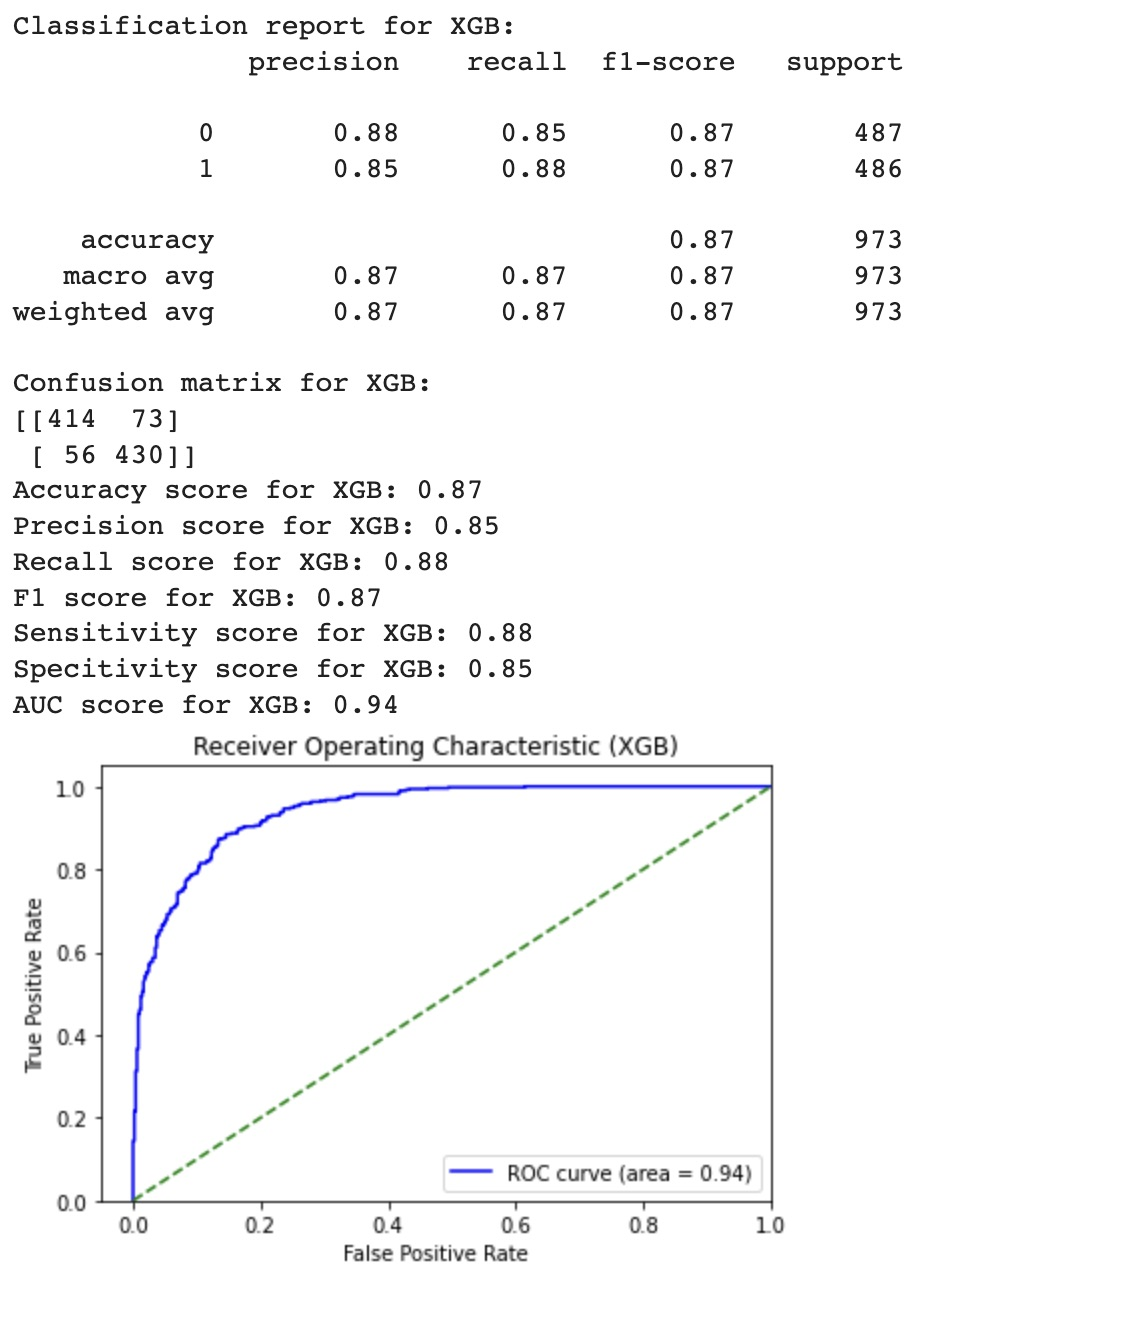 Classification report for XGB:
precision recall f1-score support
0 0.88 0.85 0.87 487
1 0.85 0.88 0.87 486
accuracy 0.87 973
macro avg 0.87 0.87 0.87 973
weighted avg 0.87 0.87 0.87 973
Confusion matrix for XGB:
[[414 73]
[ 56 430]]
Accuracy score for XGB: 0.87
Precision score for XGB: 0.85
Recall score for XGB: 0.88
F1 score for XGB: 0.87
Sensitivity score for XGB: 0.88
Specitivity score for XGB: 0.85
AUC score for XGB: 0.94
Receiver Operating Characteristic (XGB)
True Positive Rate
1.0
0.8
0.6
0.4
0.2
0.0
ROC curve (area = 0.94)
0.0 0.2 0.4 0.6 0.8 1.0
False Positive Rate